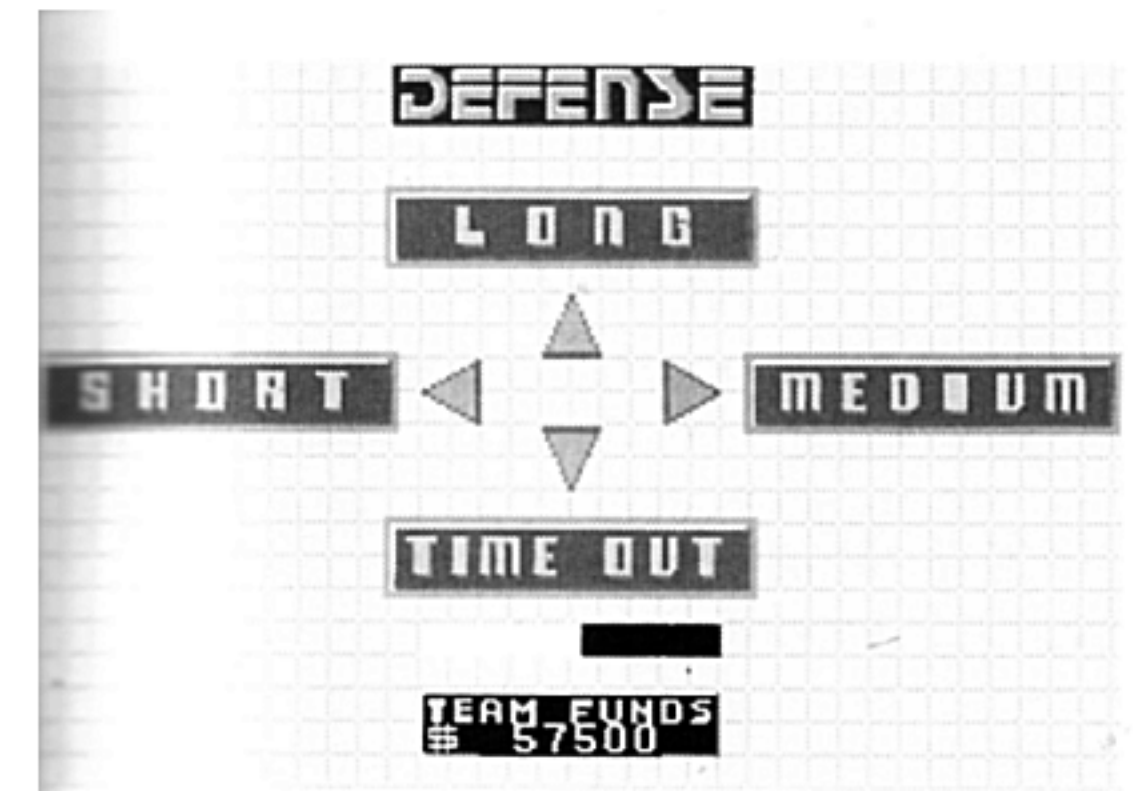 DEFENSE
LONG
SHORT
MEDIUM
TIME OUT
TEAM FUNDS
$ 57500